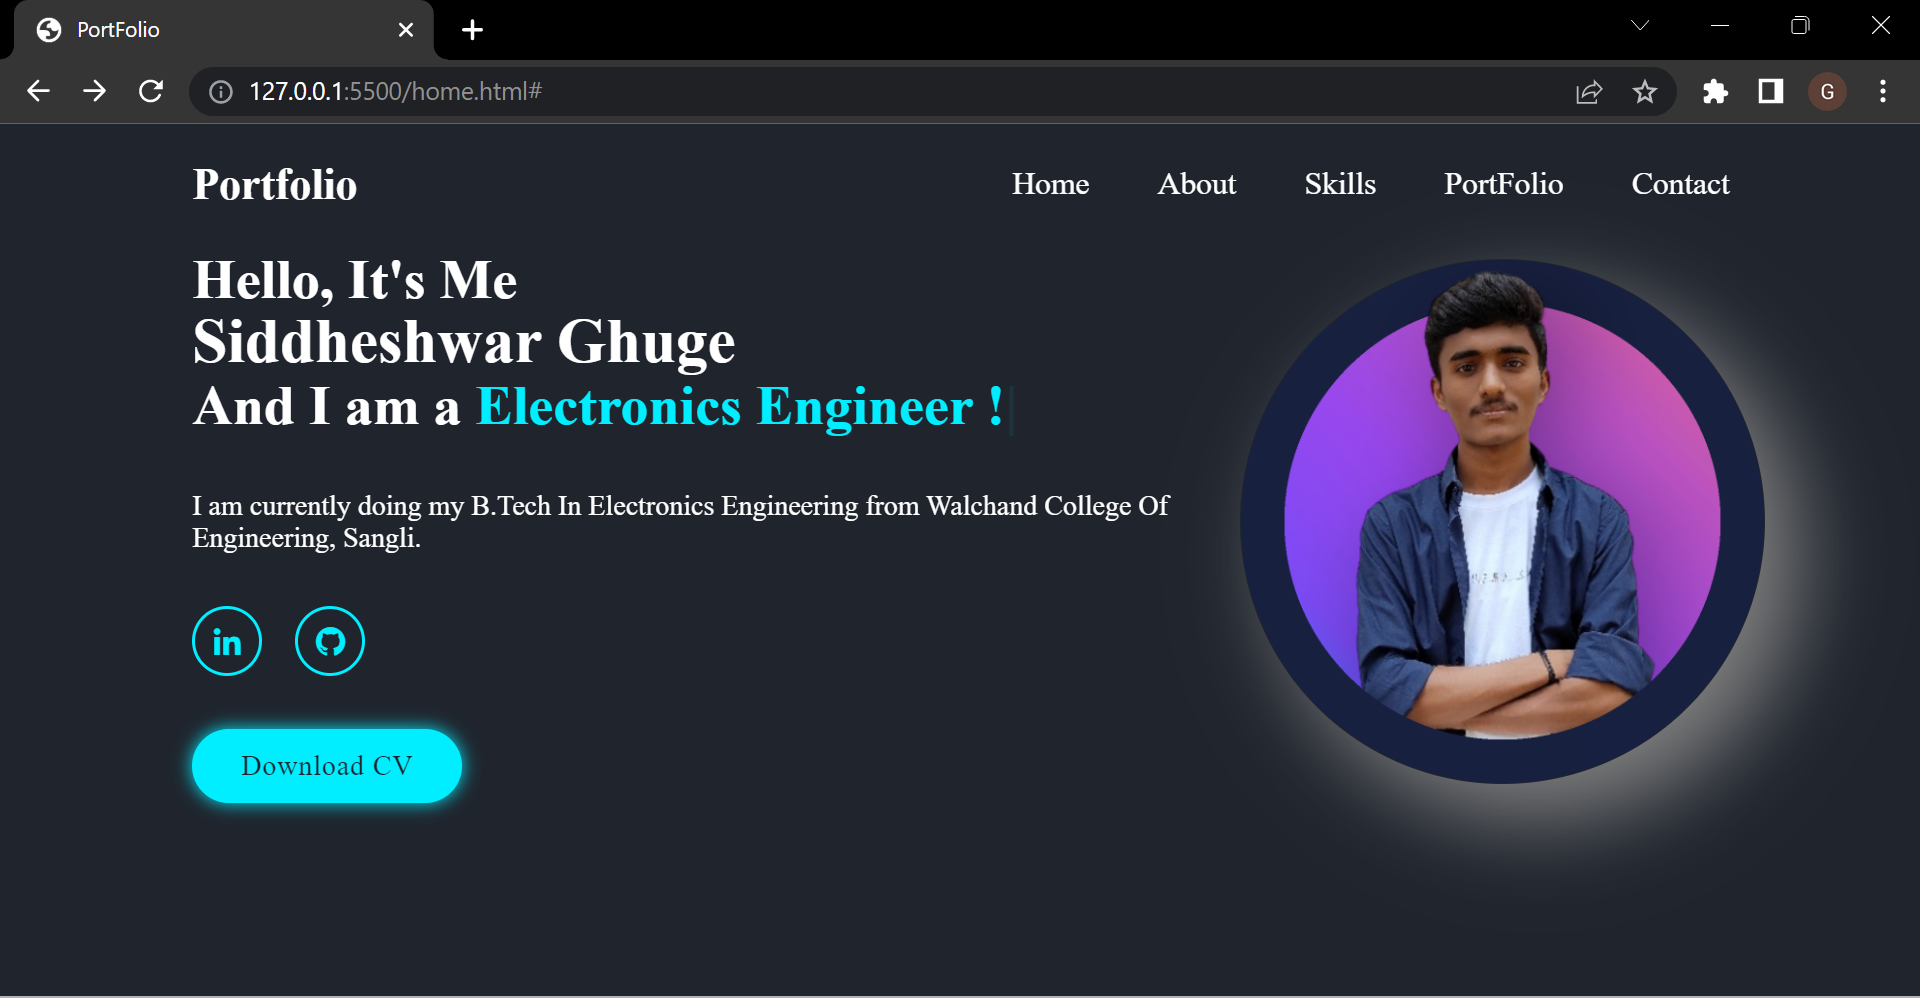 PortFolio
127.0.0.1:5500/home.html#
G
Portfolio
Home About Skills PortFolio Contact
Hello, It's Me
Siddheshwar Ghuge
And I am a Electronics Engineer !
I am currently doing my B.Tech In Electronics Engineering from Walchand College Of
Engineering, Sangli.
in
Download CV